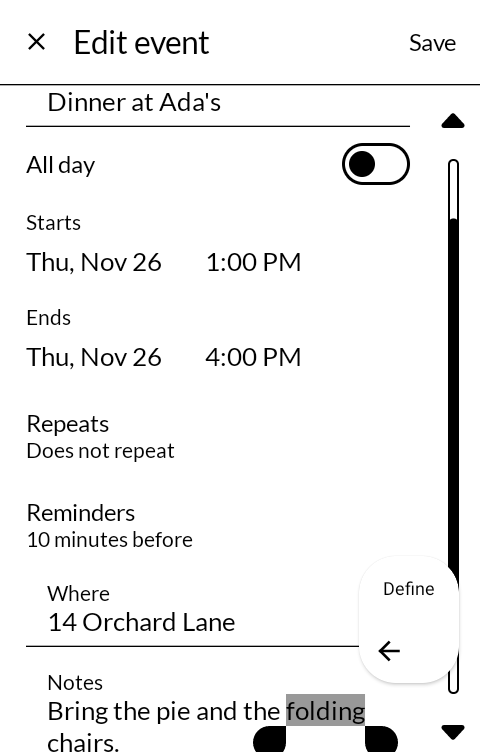 Edit event
Save
Dinner at Ada's
All day
Starts
Thu, Nov 26 1:00 PM
Ends
Thu, Nov 26 4:00 PM
Repeats
Does not repeat
Reminders
10 minutes before
Where
14 Orchard Lane
Define
Notes
Bring the pie and the folding
chairs.